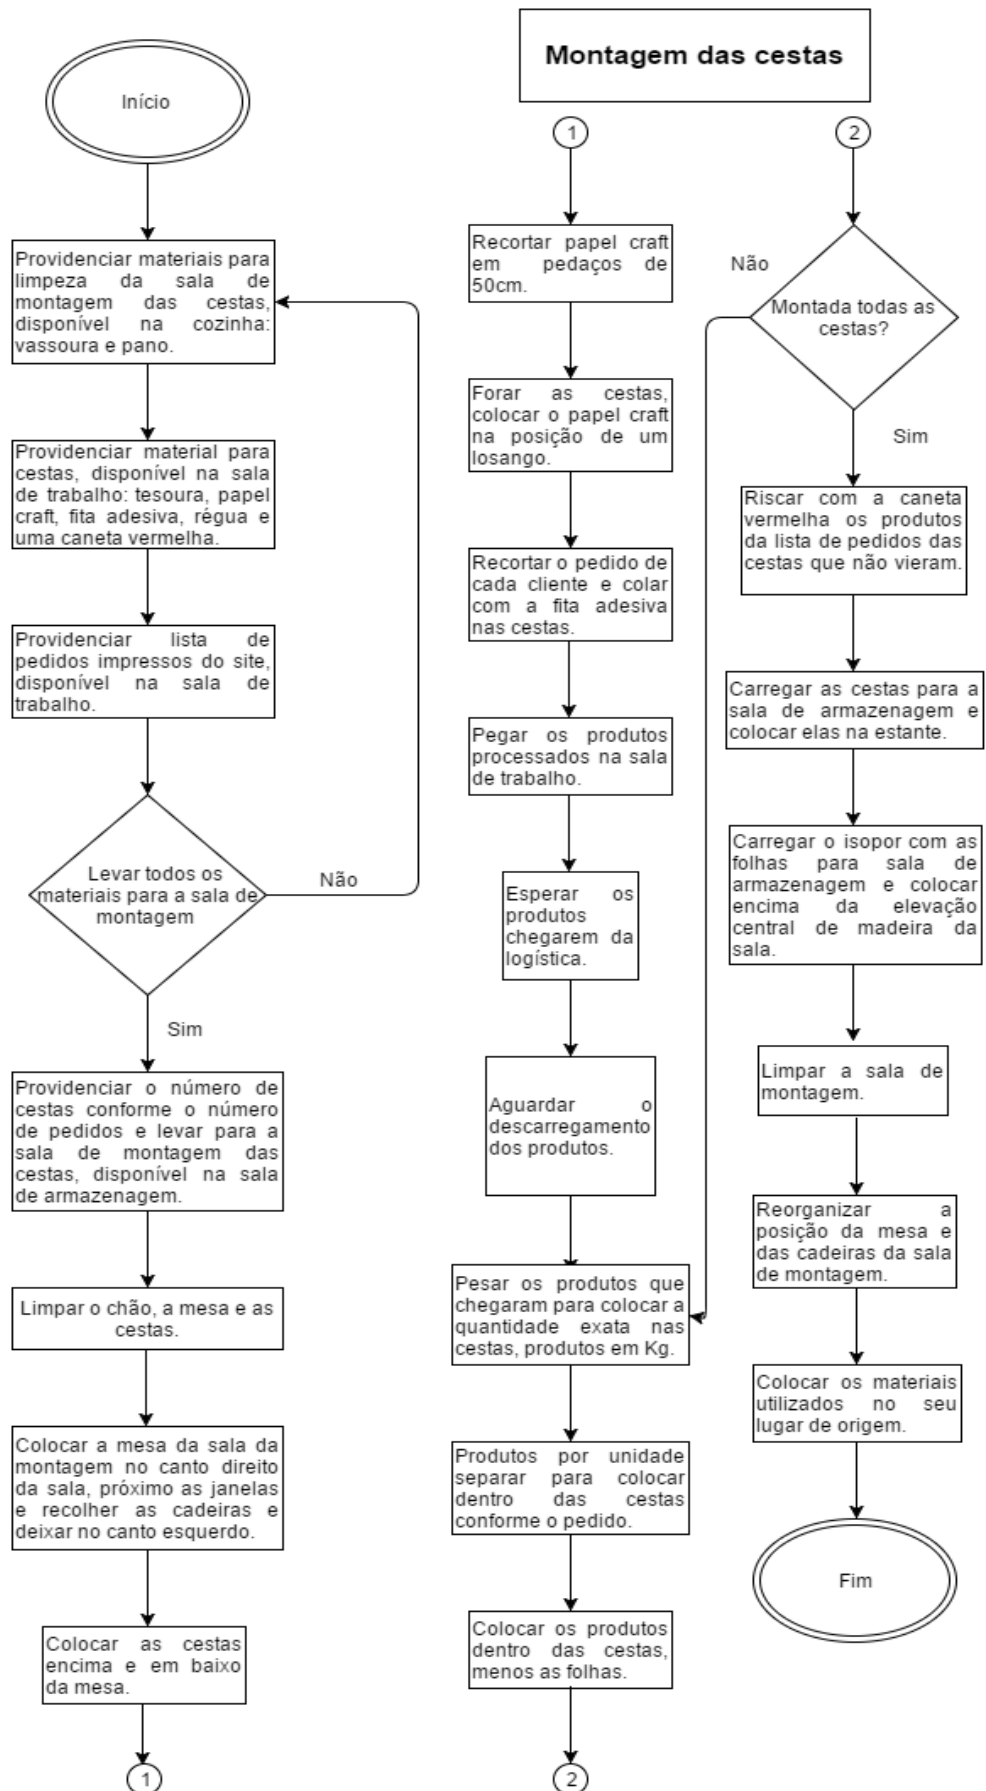 Montagem das cestas
Início
Providenciar materiais para
limpeza da sala de
montagem das cestas,
disponível na cozinha:
vassoura e pano.
Providenciar material para
cestas, disponível na sala
de trabalho: tesoura, papel
craft, fita adesiva, régua e
uma caneta vermelha.
Providenciar lista de
pedidos impressos do site,
disponível na sala de
trabalho.
Levar todos os
materiais para a sala de
montagem
Não
Sim
Providenciar o número de
cestas conforme o número
de pedidos e levar para a
sala de montagem das
cestas, disponível na sala
de armazenagem.
Limpar o chão, a mesa e as
cestas.
Colocar a mesa da sala da
montagem no canto direito
da sala, próximo as janelas
e recolher as cadeiras e
deixar no canto esquerdo.
Colocar as cestas
encima e em baixo
da mesa.
1
1
Recortar papel craft
em pedaços de
50cm.
Forar as cestas,
colocar o papel craft
na posição de um
losango.
Recortar o pedido de
cada cliente e colar
com a fita adesiva
nas cestas.
Pegar os produtos
processados na sala
de trabalho.
Esperar os
produtos
chegarem da
logística.
Aguardar o
descarregamento
dos produtos.
Pesar os produtos que
chegaram para colocar a
quantidade exata nas
cestas, produtos em Kg.
Produtos por unidade
separar para colocar
dentro das cestas
conforme o pedido.
Colocar os produtos
dentro das cestas,
menos as folhas.
2
2
Não
Montada todas as
cestas?
Sim
Riscar com a caneta
vermelha os produtos
da lista de pedidos das
cestas que não vieram.
Carregar as cestas para a
sala de armazenagem e
colocar elas na estante.
Carregar o isopor com as
folhas para sala de
armazenagem e colocar
encima da elevação
central de madeira da
sala.
Limpar a sala de
montagem.
Reorganizar a
posição da mesa e
das cadeiras da sala
de montagem.
Colocar os materiais
utilizados no seu
lugar de origem.
Fim